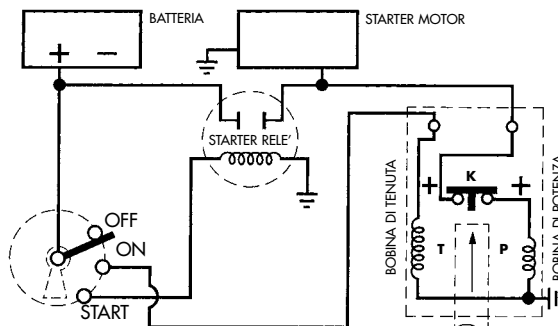 BATTERIA
STARTER MOTOR
+ −
STARTER RELE'
BOBINA DI TENUTA
+ K +
BOBINA DI POTENZA
T P
OFF
ON
START